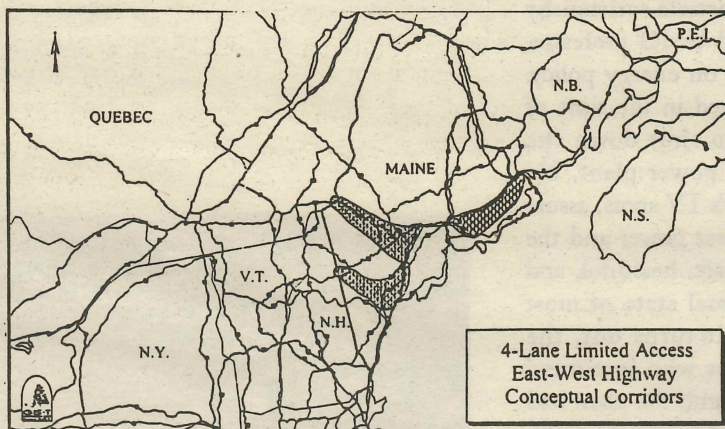 P.E.I.
N.B.
QUEBEC
MAINE
N.S.
V.T.
N.H.
N.Y.
4-Lane Limited Access
East-West Highway
Conceptual Corridors